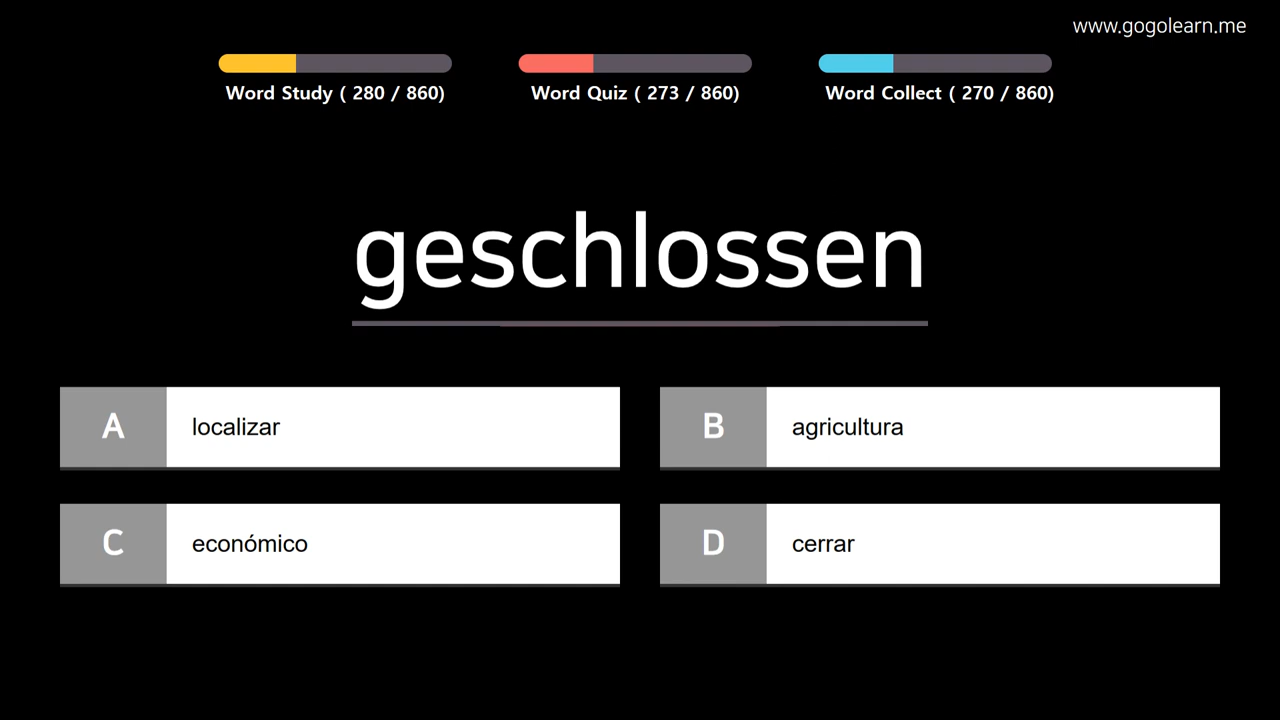 www.gogolearn.me
Word Study ( 280 / 860)
Word Quiz ( 273 / 860)
Word Collect ( 270 / 860)
geschlossen
A localizar
B agricultura
C económico
D cerrar